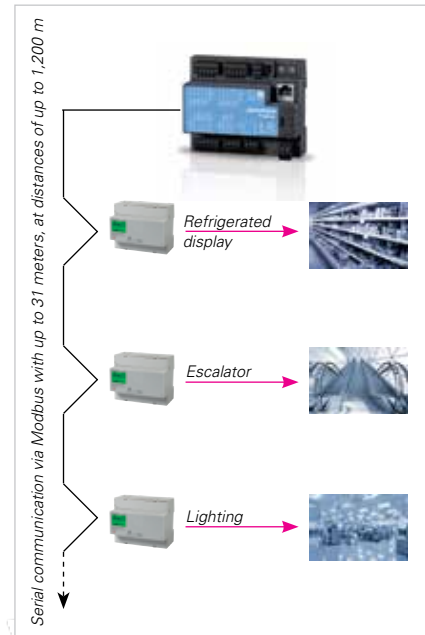 Serial communication via Modbus with up to 31 meters, at distances of up to 1,200 m
Refrigerated
display
Escalator
Lighting